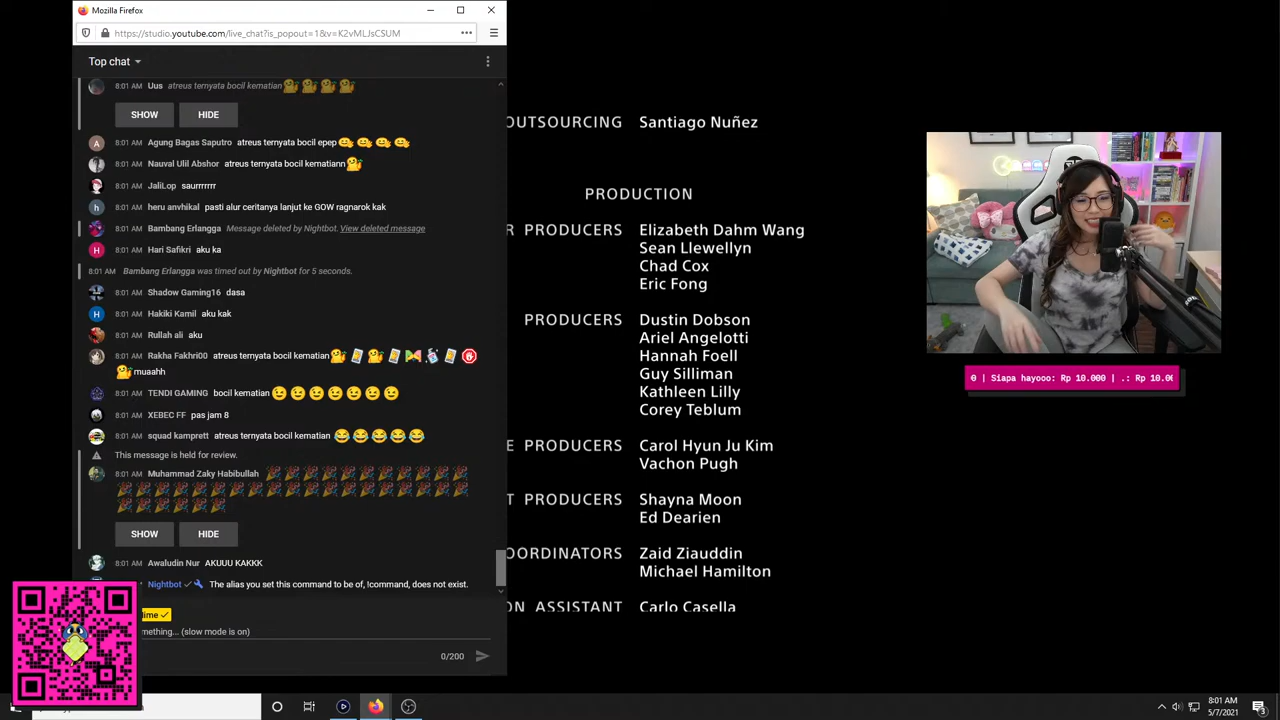 Mozilla Firefox
https://studio.youtube.com/live_chat?is_popout=1&v=K2vMLJsCSUM
Top chat
8:01 AM Uus atreus ternyata bocil kematian
SHOW HIDE
A 8:01 AM Agung Bagas Saputro atreus ternyata bocil epep
8:01 AM Nauval Ulil Abshor atreus ternyata bocil kematiann
8:01 AM JaliLop saurrrrrrr
h 8:01 AM heru anvhikal pasti alur ceritanya lanjut ke GOW ragnarok kak
Bambang Erlangga Message deleted by Nightbot. View deleted message
H 8:01 AM Hari Safikri aku ka
8:01 AM Bambang Erlangga was timed out by Nightbot for 5 seconds.
8:01 AM Shadow Gaming16 dasa
H 8:01 AM Hakiki Kamil aku kak
8:01 AM Rullah ali aku
8:01 AM Rakha Fakhri00 atreus ternyata bocil kematian
muaahh
8:01 AM TENDI GAMING bocil kematian
8:01 AM XEBEC FF pas jam 8
8:01 AM squad kamprett atreus ternyata bocil kematian
This message is held for review.
8:01 AM Muhammad Zaky Habibullah
SHOW HIDE
8:01 AM Awaludin Nur AKUUU KAKKK
Nightbot The alias you set this command to be of, !command, does not exist.
mething... (slow mode is on)
0/200
OUTSOURCING Santiago Nuñez
PRODUCTION
R PRODUCERS Elizabeth Dahm Wang
Sean Llewellyn
Chad Cox
Eric Fong
PRODUCERS Dustin Dobson
Ariel Angelotti
Hannah Foell
Guy Silliman
Kathleen Lilly
Corey Teblum
E PRODUCERS Carol Hyun Ju Kim
Vachon Pugh
T PRODUCERS Shayna Moon
Ed Dearien
OORDINATORS Zaid Ziauddin
Michael Hamilton
ON ASSISTANT Carlo Casella
0 | Siapa hayooo: Rp 10.000 | .: Rp 10.00
8:01 AM
5/7/2021